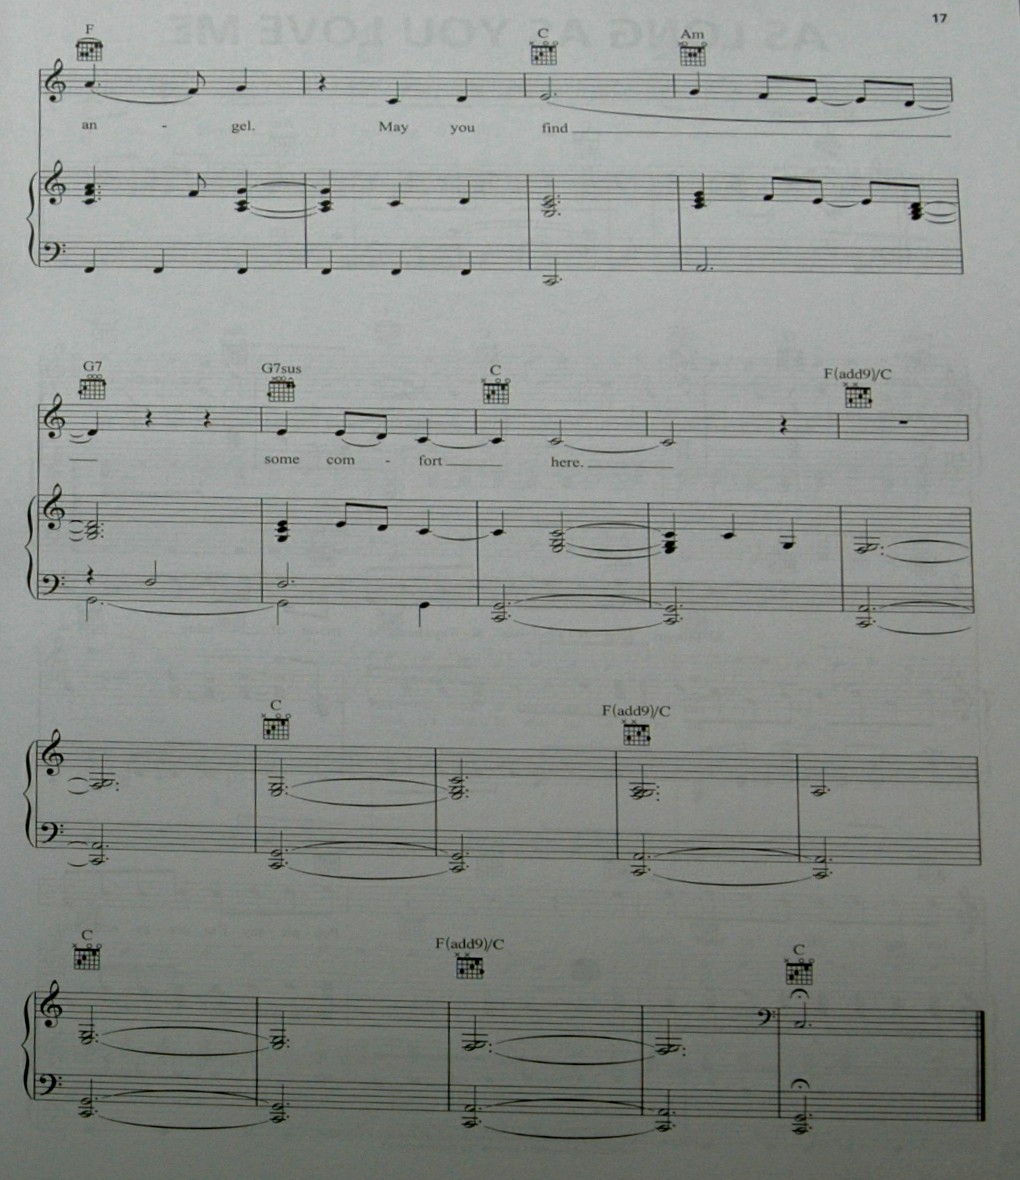 17
F C Am
an - gel. May you find
G7 G7sus C F(add9)/C
some com - fort here.
C F(add9)/C
C F(add9)/C C